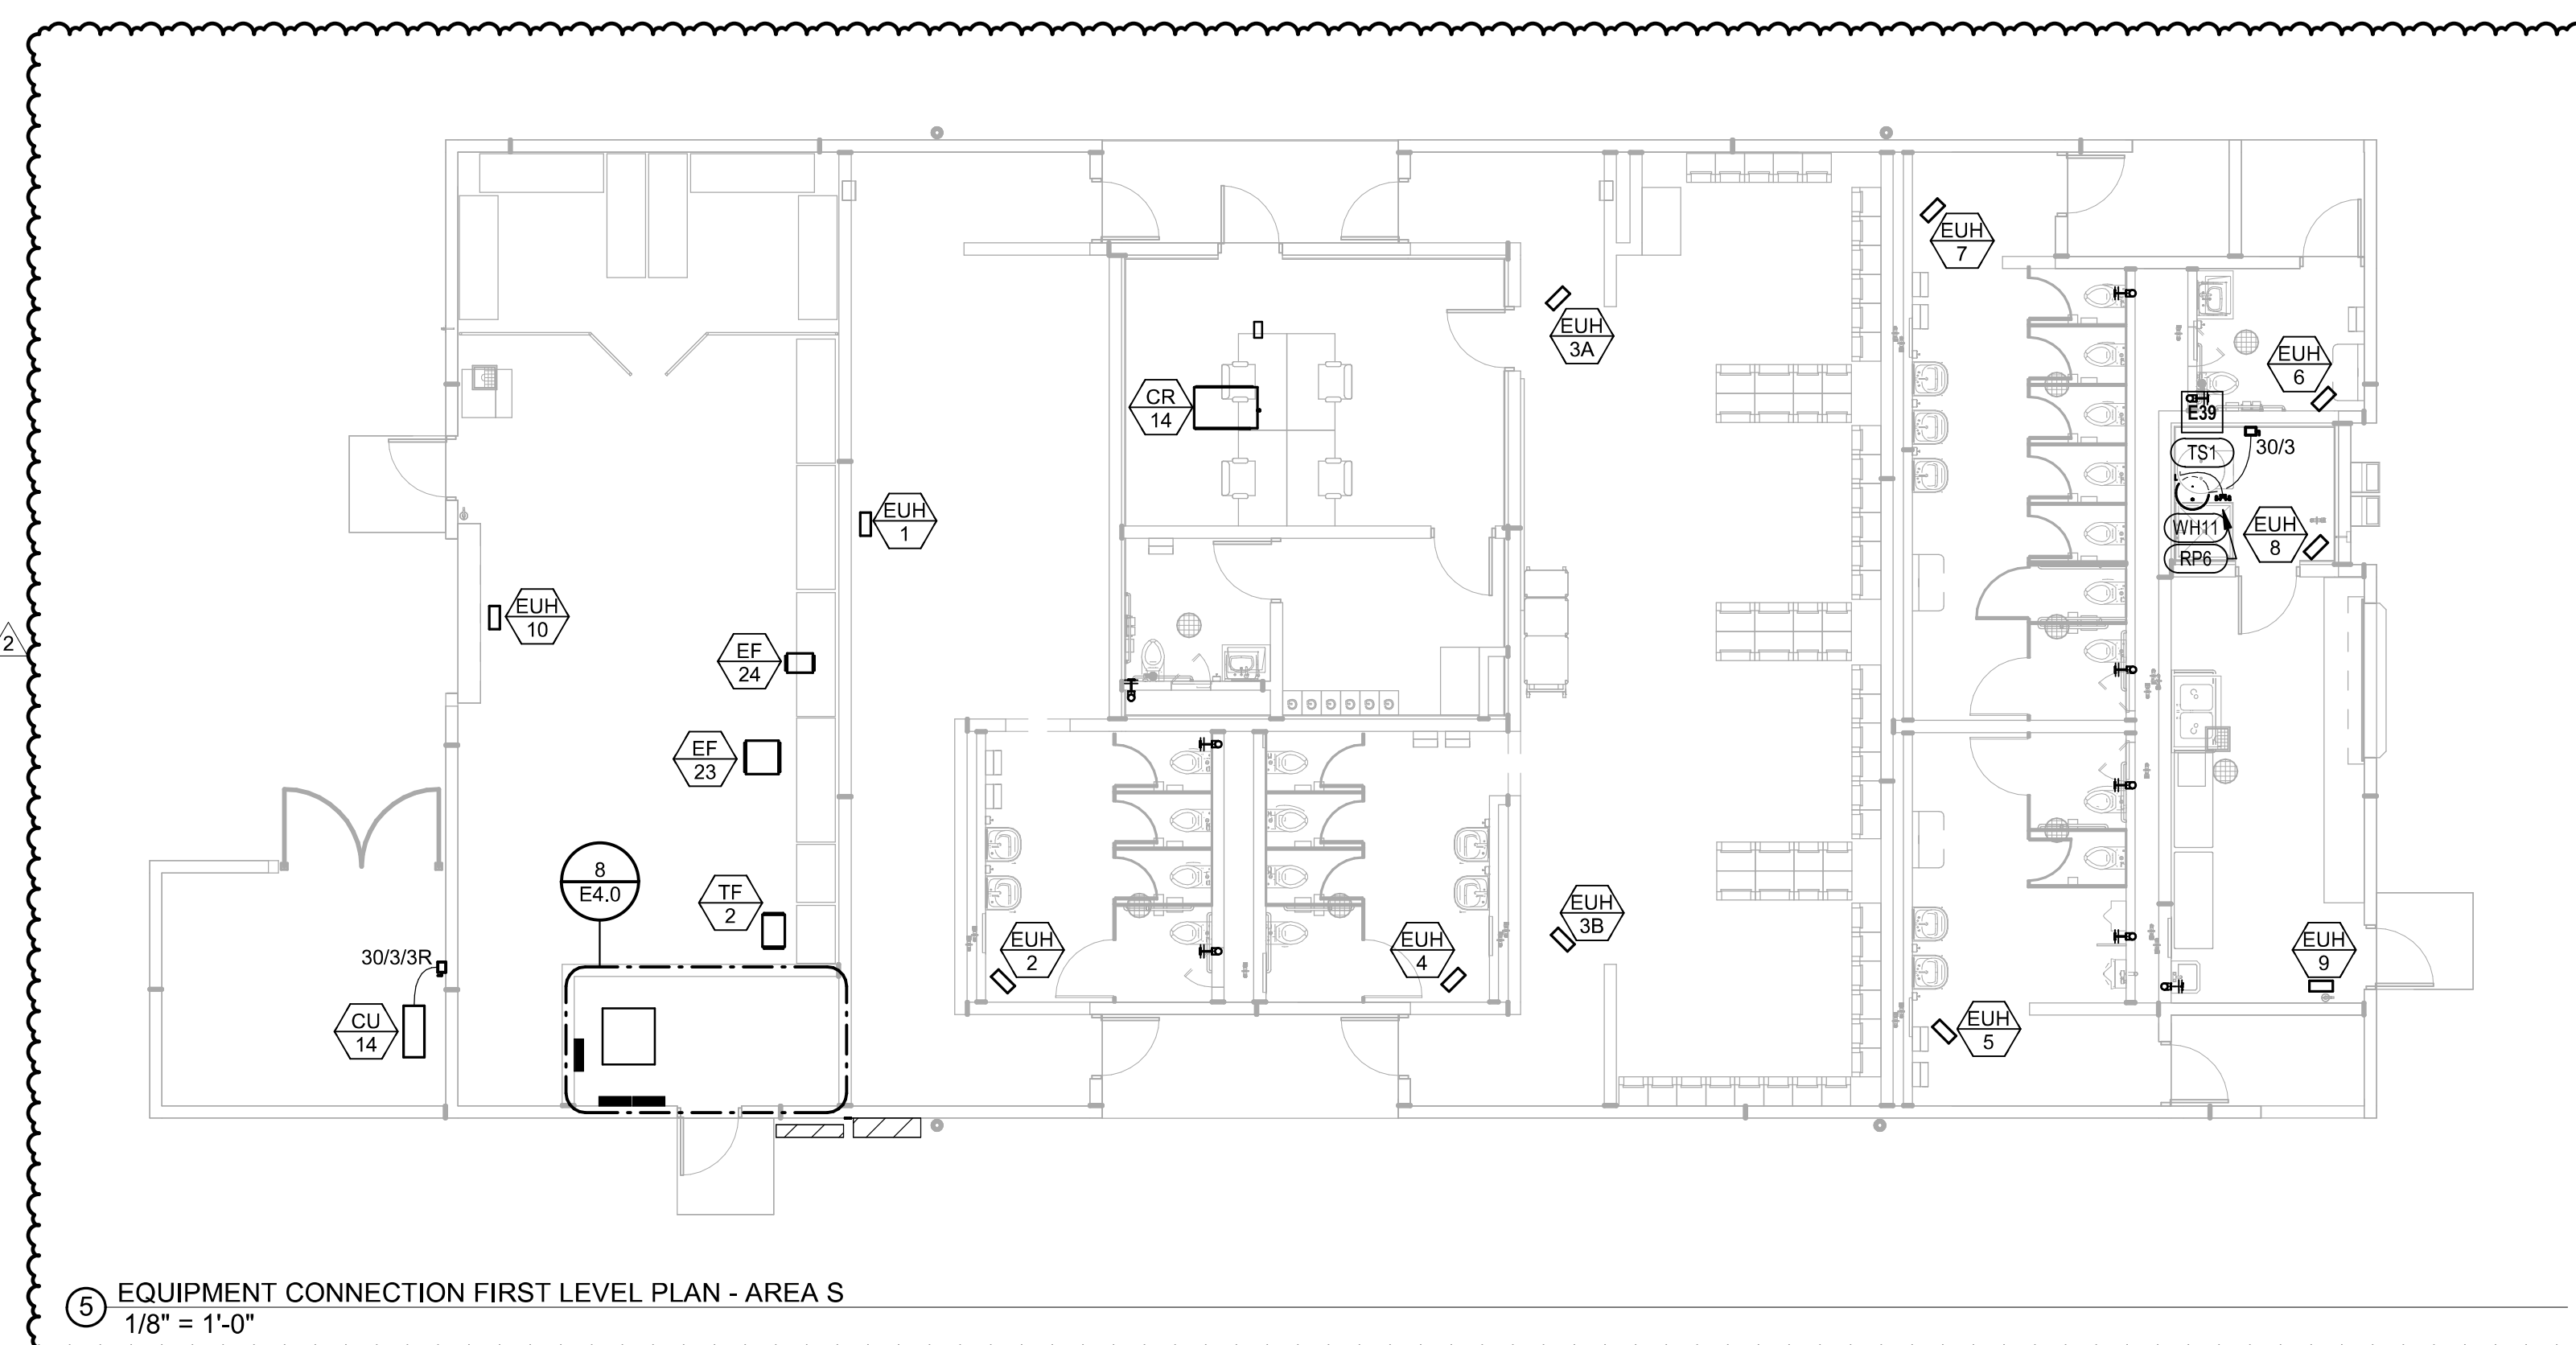 EUH
7
EUH
3A
EUH
6
CR
14
E39
TS1
30/3
EUH
1
WH11
EUH
8
RP6
EUH
10
2
EF
24
EF
23
8
E4.0
TF
2
EUH
3B
EUH
2
EUH
4
EUH
9
30/3/3R
CU
14
EUH
5
5
EQUIPMENT CONNECTION FIRST LEVEL PLAN - AREA S
1/8" = 1'-0"